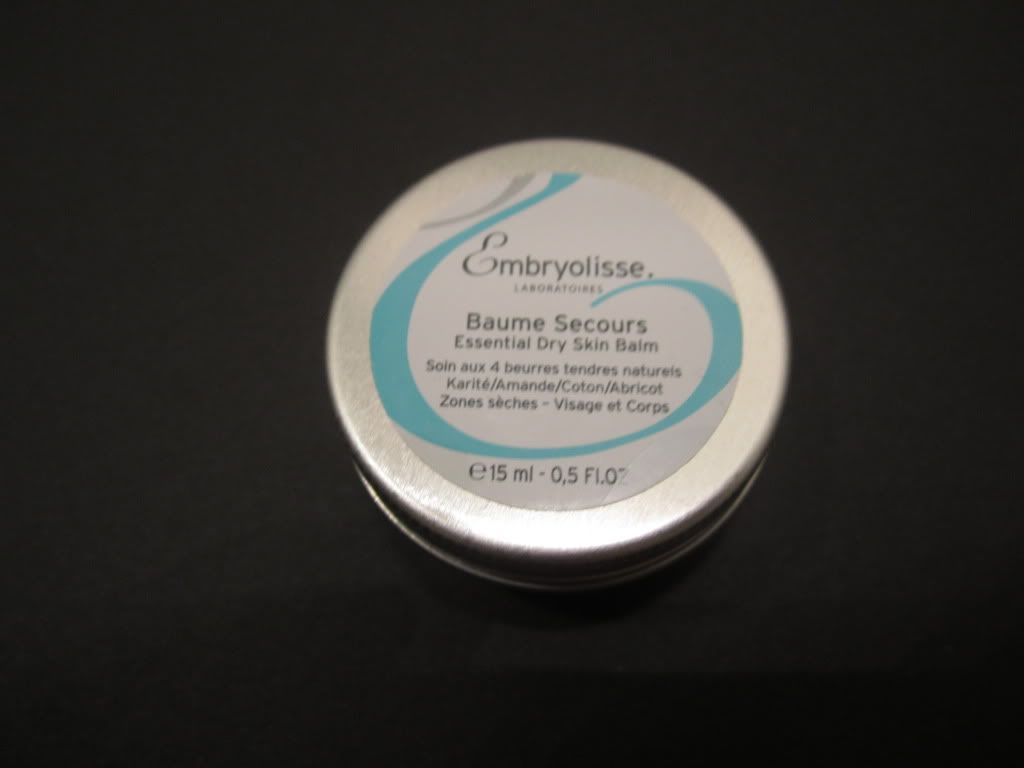 Embryolisse.
LABORATOIRES
Baume Secours
Essential Dry Skin Balm
Soin aux 4 beurres tendres naturels
Karité/Amande/Coton/Abricot
Zones sèches - Visage et Corps
℮15 ml - 0,5 Fl.Oz